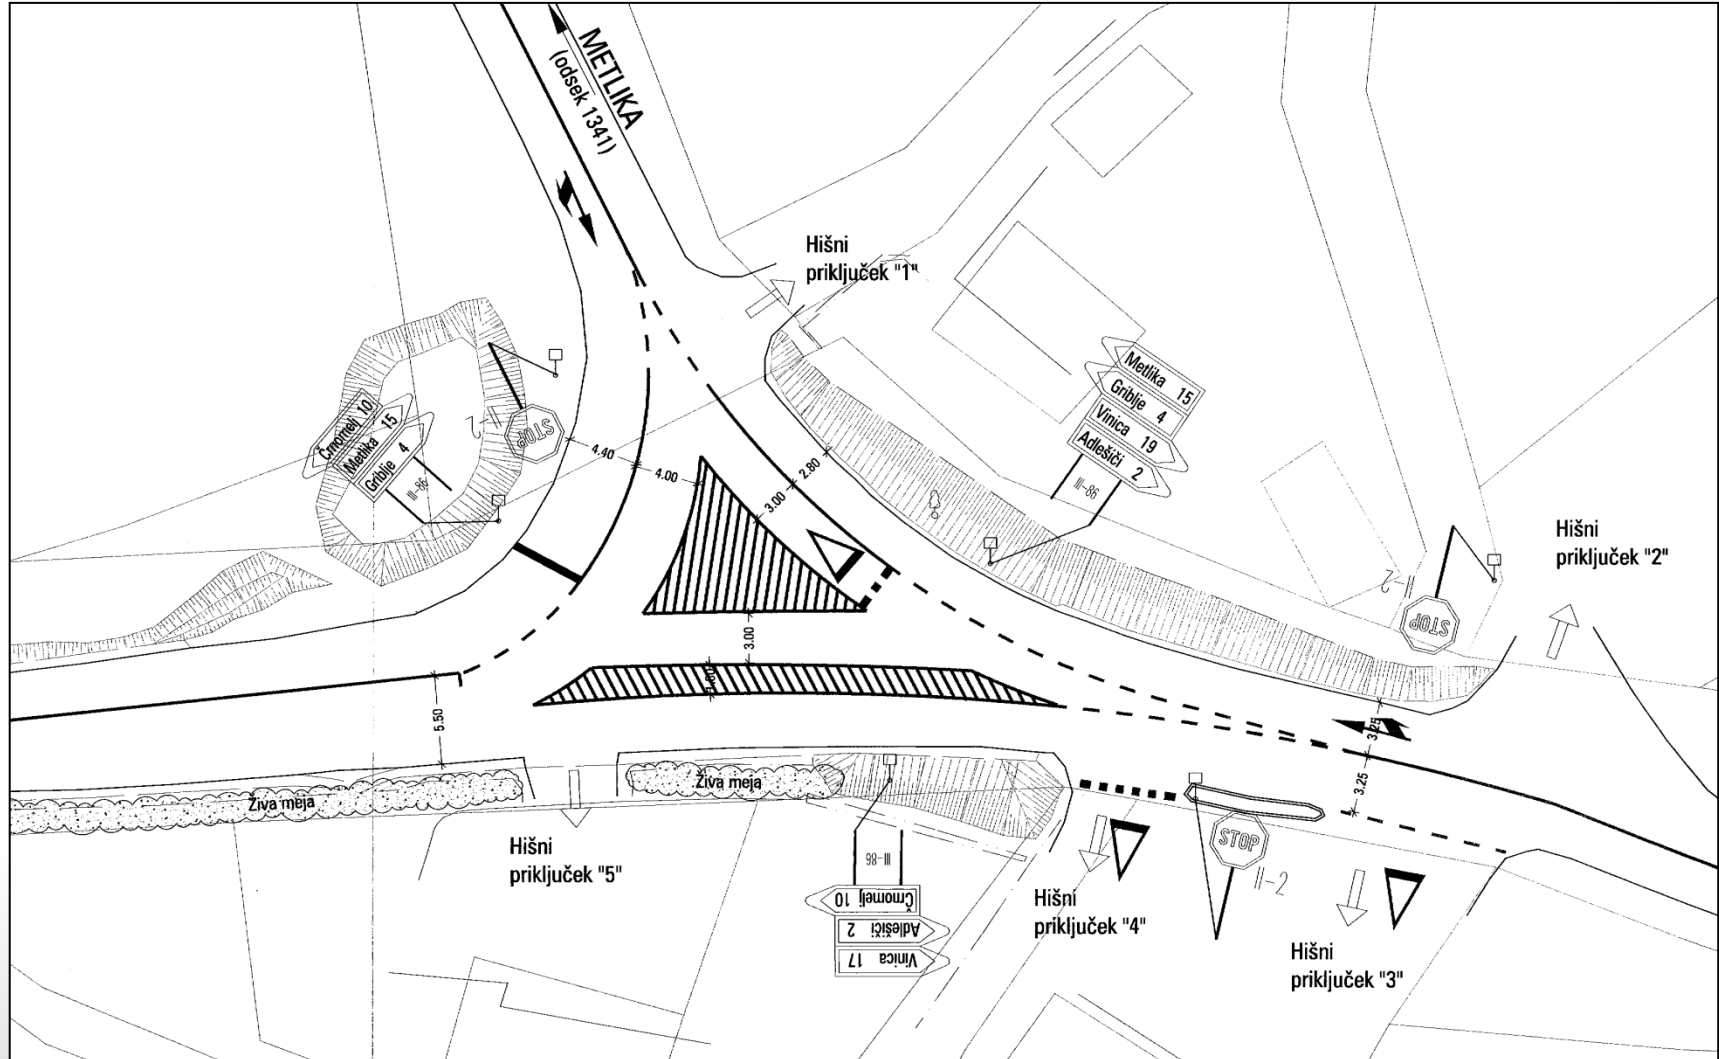 METLIKA
(odsek 1341)
Hišni
priključek "1"
Metlika 15
Griblje 4
Vinica 19
Adlešiči 2
III-86
Črnomelj 10
Metlika 15
Griblje 4
III-86
II-2
STOP
4.40
4.00
3.00
2.80
Hišni
priključek "2"
II-2
STOP
3.00
1.80
5.50
3.25
3.25
Živa meja
Živa meja
Hišni
priključek "5"
III-86
Črnomelj 10
Adlešiči 2
Vinica 17
STOP
II-2
Hišni
priključek "4"
Hišni
priključek "3"